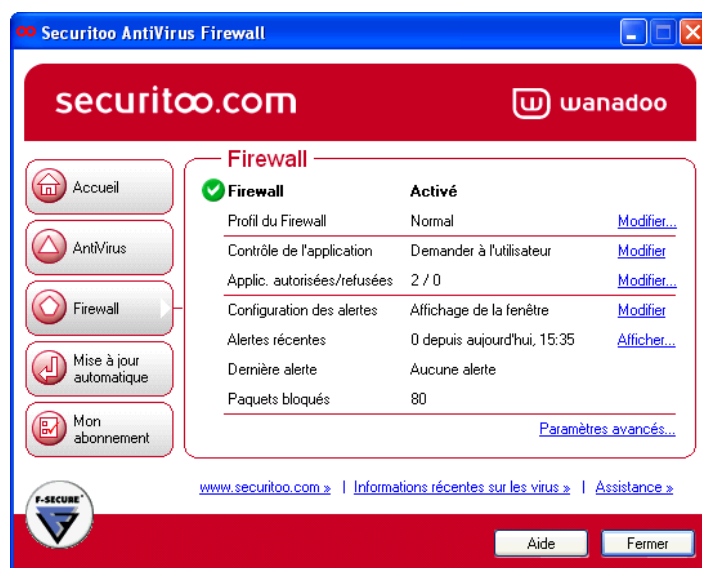 Securitoo AntiVirus Firewall
securitoo.com
wanadoo
Accueil
AntiVirus
Firewall
Mise à jour
automatique
Mon
abonnement
Firewall
Firewall Activé
Profil du Firewall Normal Modifier...
Contrôle de l'application Demander à l'utilisateur Modifier
Applic. autorisées/refusées 2 / 0 Modifier...
Configuration des alertes Affichage de la fenêtre Modifier
Alertes récentes 0 depuis aujourd'hui, 15:35 Afficher...
Dernière alerte Aucune alerte
Paquets bloqués 80
Paramètres avancés...
www.securitoo.com » | Informations récentes sur les virus » | Assistance »
F-SECURE
Aide Fermer